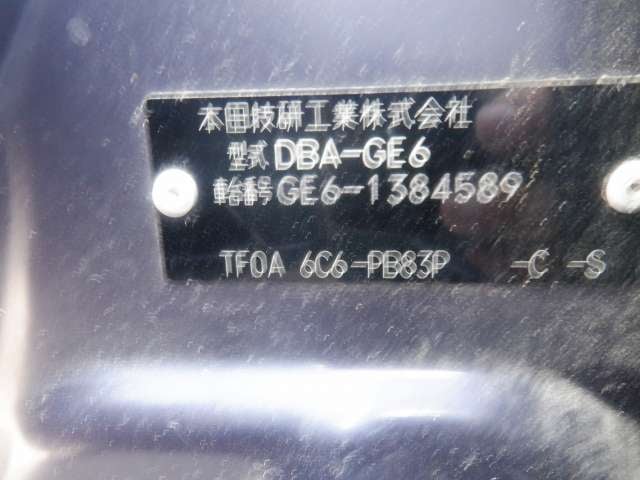 本田技研工業株式会社
型式 DBA-GE6
車台番号 GE6-1384589
TF0A 6C6-PB83P -C -S